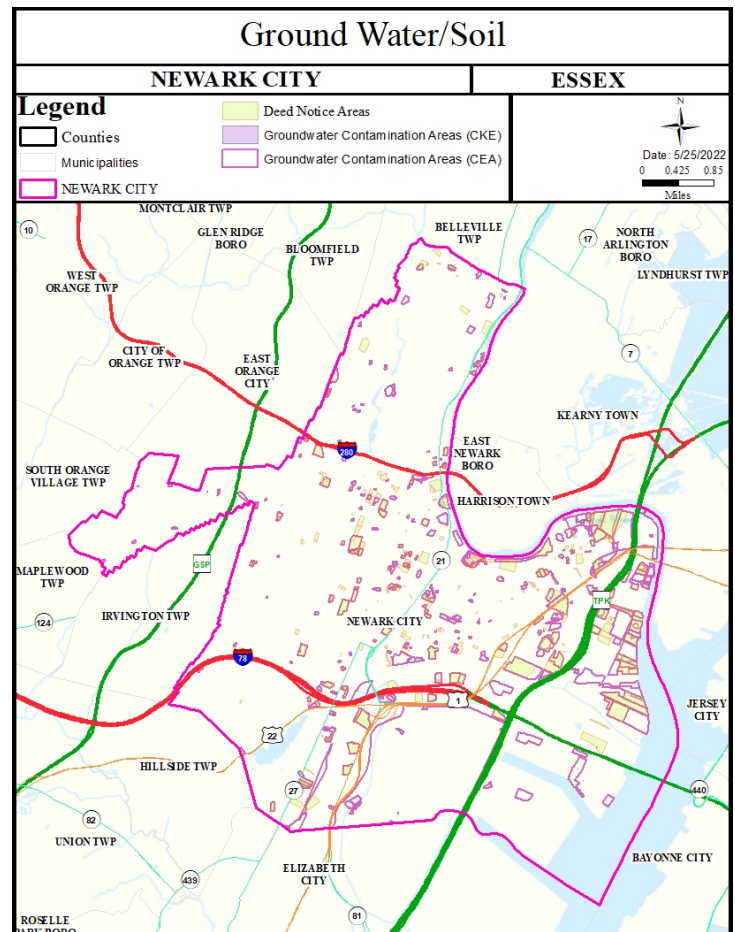 Ground Water/Soil
NEWARK CITY
ESSEX
Legend
Counties
Municipalities
NEWARK CITY
Deed Notice Areas
Groundwater Contamination Areas (CKE)
Groundwater Contamination Areas (CEA)
N
Date: 5/25/2022
0 0.425 0.85
Miles
MONTCLAIR TWP
10
GLEN RIDGE
BORO
BLOOMFIELD
TWP
BELLEVILLE
TWP
17
NORTH
ARLINGTON
BORO
LYNDHURST TWP
WEST
ORANGE TWP
CITY OF
ORANGE TWP
EAST
ORANGE
CITY
7
KEARNY TOWN
280
EAST
NEWARK
BORO
SOUTH ORANGE
VILLAGE TWP
HARRISON TOWN
MAPLEWOOD
TWP
GSP
21
TPK
124
IRVINGTON TWP
NEWARK CITY
78
1
JERSEY
CITY
22
HILLSIDE TWP
27
440
82
UNION TWP
439
ELIZABETH
CITY
BAYONNE CITY
81
ROSELLE
PARK BORO